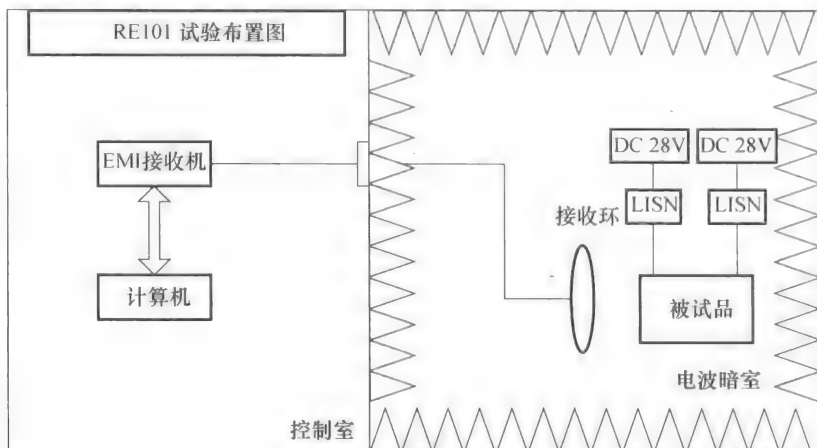 RE101 试验布置图
EMI接收机
计算机
控制室
DC 28V
DC 28V
LISN
LISN
接收环
被试品
电波暗室